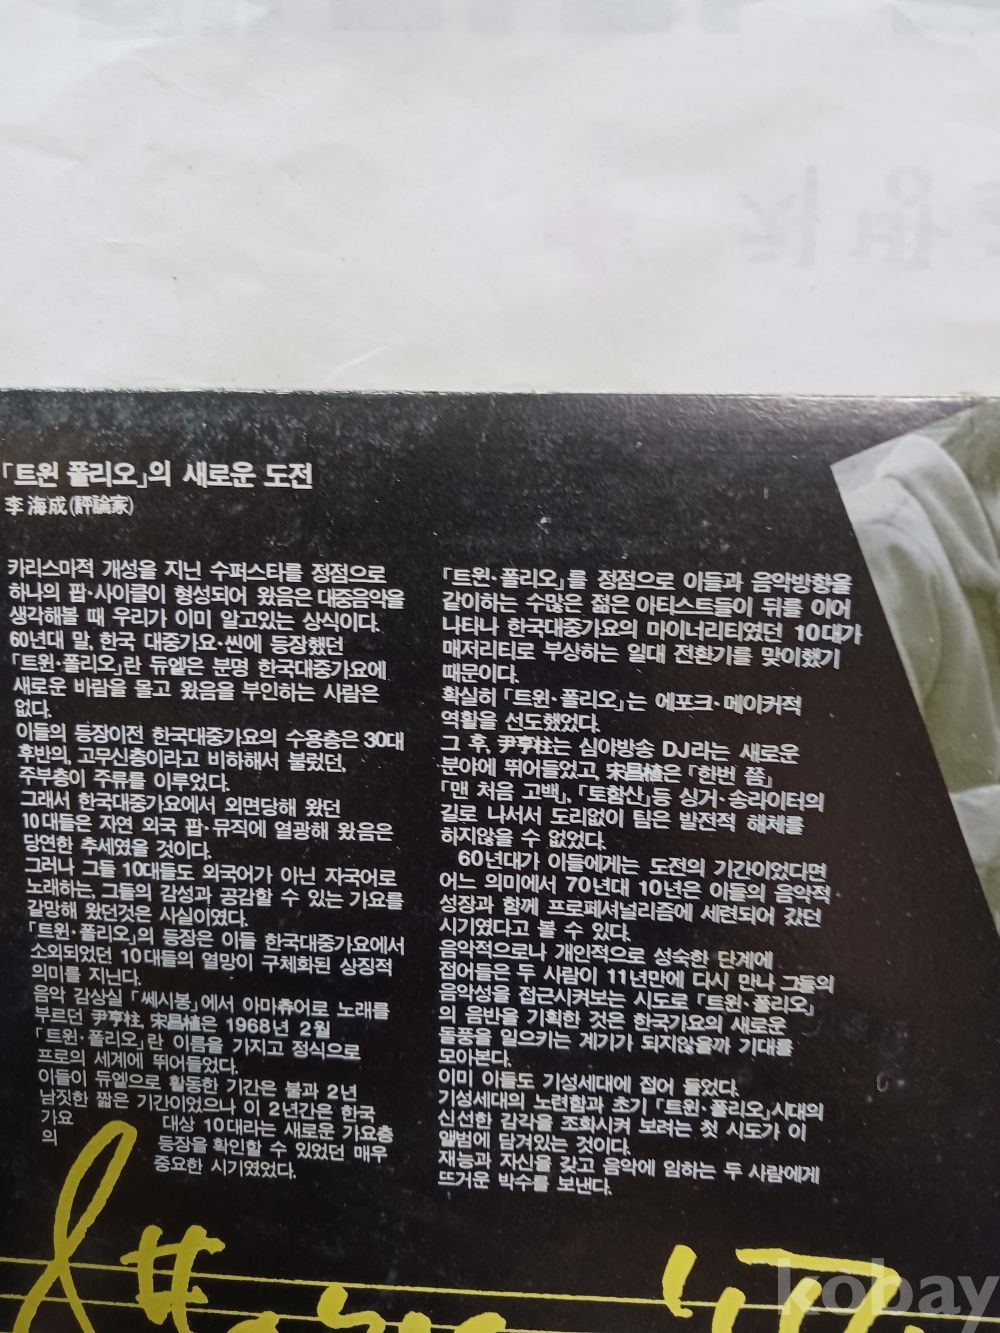 「트윈 폴리오」의 새로운 도전
李 海成 (評論家)
카리스마적 개성을 지닌 수퍼스타를 정점으로
하나의 팝·사이클이 형성되어 왔음은 대중음악을
생각해볼 때 우리가 이미 알고있는 상식이다.
60년대 말, 한국 대중가요·씬에 등장했던
「트윈·폴리오」란 듀엘은 분명 한국대중가요에
새로운 바람을 몰고 왔음을 부인하는 사람은
없다.
이들의 등장이전 한국대중가요의 수용층은 30대
후반의, 고무신층이라고 비하해서 불렀던,
주부층이 주류를 이루었다.
그래서 한국대중가요에서 외면당해 왔던
10대들은 자연 외국 팝·뮤직에 열광해 왔음은
당연한 추세였을 것이다.
그러나 그들 10대들도 외국어가 아닌 자국어로
노래하는, 그들의 감성과 공감할 수 있는 가요를
갈망해 왔던것은 사실이였다.
「트윈·폴리오」의 등장은 이들 한국대중가요에서
소외되었던 10대들의 열망이 구체화된 상징적
의미를 지닌다.
음악 감상실 「쎄시봉」에서 아마츄어로 노래를
부르던 尹亨柱, 宋昌植은 1968년 2월
「트윈·폴리오」란 이름을 가지고 정식으로
프로의 세계에 뛰어들었다.
이들이 듀엘으로 활동한 기간은 불과 2년
남짓한 짧은 기간이었으나 이 2년간은 한국
가요 대상 10대라는 새로운 가요층
의 등장을 확인할 수 있었던 매우
중요한 시기였었다.
「트윈·폴리오」를 정점으로 이들과 음악방향을
같이하는 수많은 젊은 아티스트들이 뒤를 이어
나타나 한국대중가요의 마이너리티였던 10대가
매저리티로 부상하는 일대 전환기를 맞이했기
때문이다.
확실히 「트윈·폴리오」는 에포크·메이커적
역활을 선도했었다.
그 후, 尹亨柱는 심야방송 DJ라는 새로운
분야에 뛰어들었고, 宋昌植은 「한번 쯤」
「맨 처음 고백」, 「토함산」등 싱거·송라이터의
길로 나서서 도리없이 팀은 발전적 해체를
하지않을 수 없었다.
60년대가 이들에게는 도전의 기간이었다면
어느 의미에서 70년대 10년은 이들의 음악적
성장과 함께 프로페셔널리즘에 세련되어 갔던
시기였다고 볼 수 있다.
음악적으로나 개인적으로 성숙한 단계에
접어들은 두 사람이 11년만에 다시 만나 그들의
음악성을 접근시켜보는 시도로 「트윈·폴리오」
의 음반을 기획한 것은 한국가요의 새로운
돌풍을 일으키는 계기가 되지않을까 기대를
모아본다.
이미 이들도 기성세대에 접어 들었다.
기성세대의 노련함과 초기 「트윈·폴리오」시대의
신선한 감각을 조화시켜 보려는 첫 시도가 이
앨범에 담겨있는 것이다.
재능과 자신을 갖고 음악에 임하는 두 사람에게
뜨거운 박수를 보낸다.
kobay